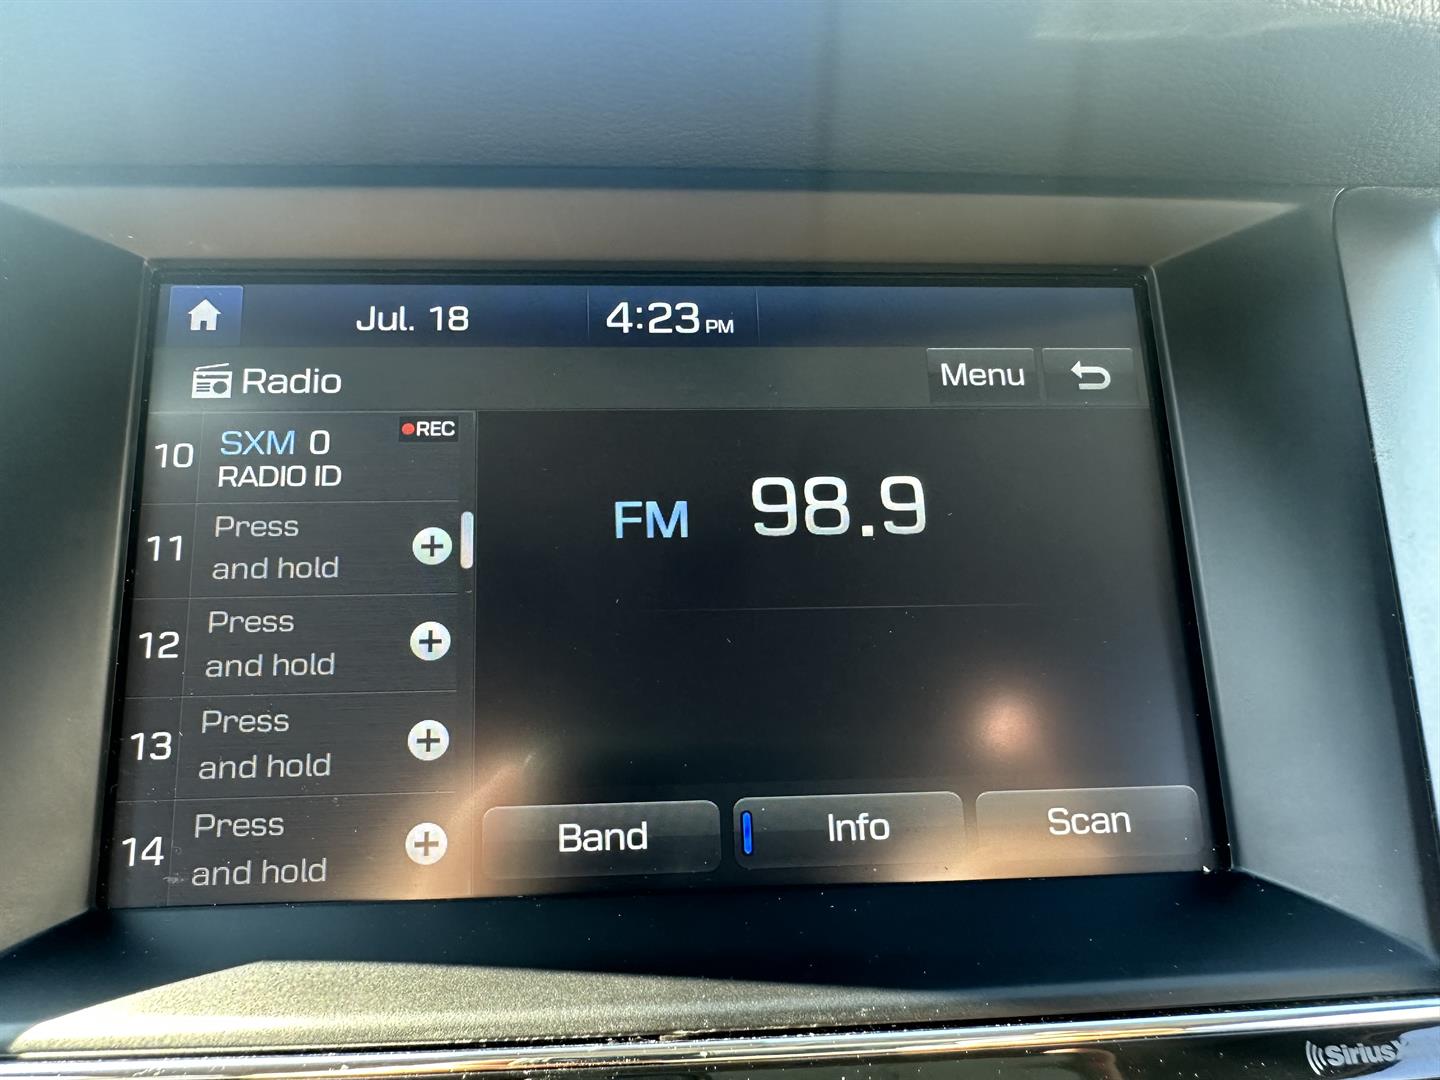 Jul. 18 4:23 PM
Radio
Menu
10 SXM 0 REC
RADIO ID
FM 98.9
11 Press
and hold
12 Press
and hold
13 Press
and hold
14 Press
and hold
Band Info Scan
SiriusX